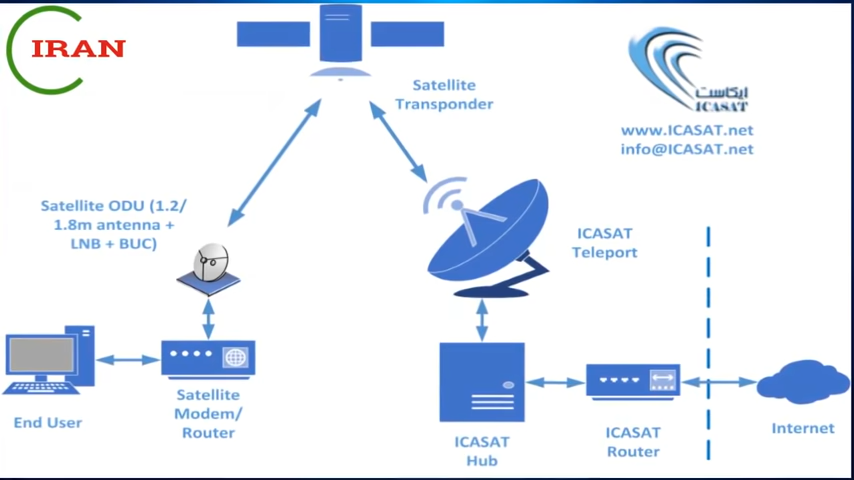 IRAN
Satellite
Transponder
ایکاست
ICASAT
www.ICASAT.net
info@ICASAT.net
Satellite ODU (1.2/
1.8m antenna +
LNB + BUC)
ICASAT
Teleport
End User
Satellite
Modem/
Router
ICASAT
Hub
ICASAT
Router
Internet